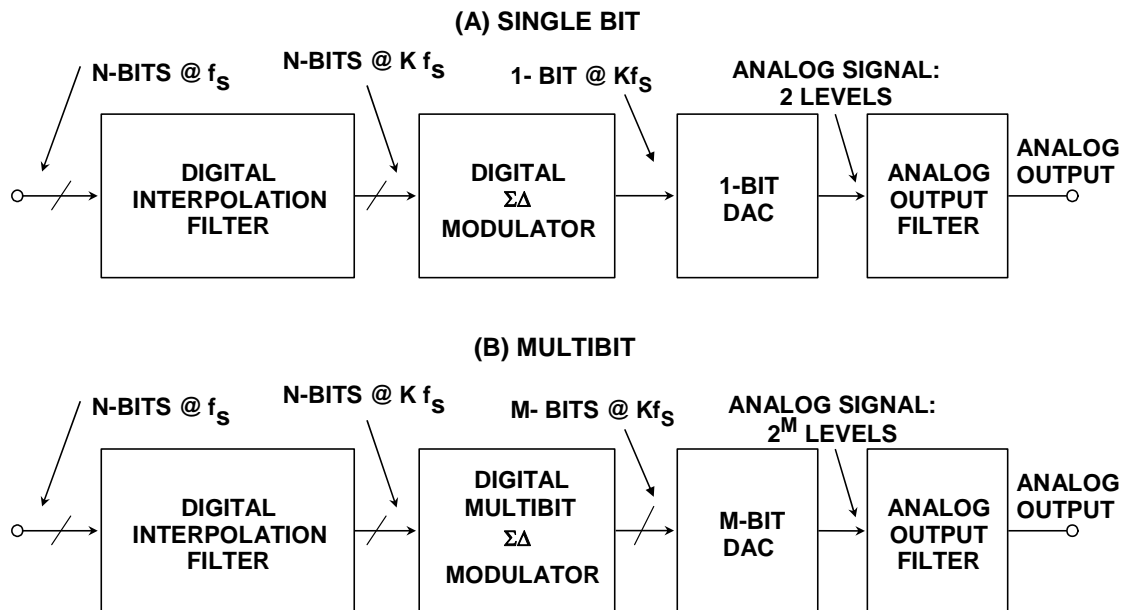 (A) SINGLE BIT
N-BITS @ fS
N-BITS @ K fS
1- BIT @ KfS
ANALOG SIGNAL:
2 LEVELS
DIGITAL
INTERPOLATION
FILTER
DIGITAL
ΣΔ
MODULATOR
1-BIT
DAC
ANALOG
OUTPUT
FILTER
ANALOG
OUTPUT
(B) MULTIBIT
N-BITS @ fS
N-BITS @ K fS
M- BITS @ KfS
ANALOG SIGNAL:
2^M LEVELS
DIGITAL
INTERPOLATION
FILTER
DIGITAL
MULTIBIT
ΣΔ
MODULATOR
M-BIT
DAC
ANALOG
OUTPUT
FILTER
ANALOG
OUTPUT